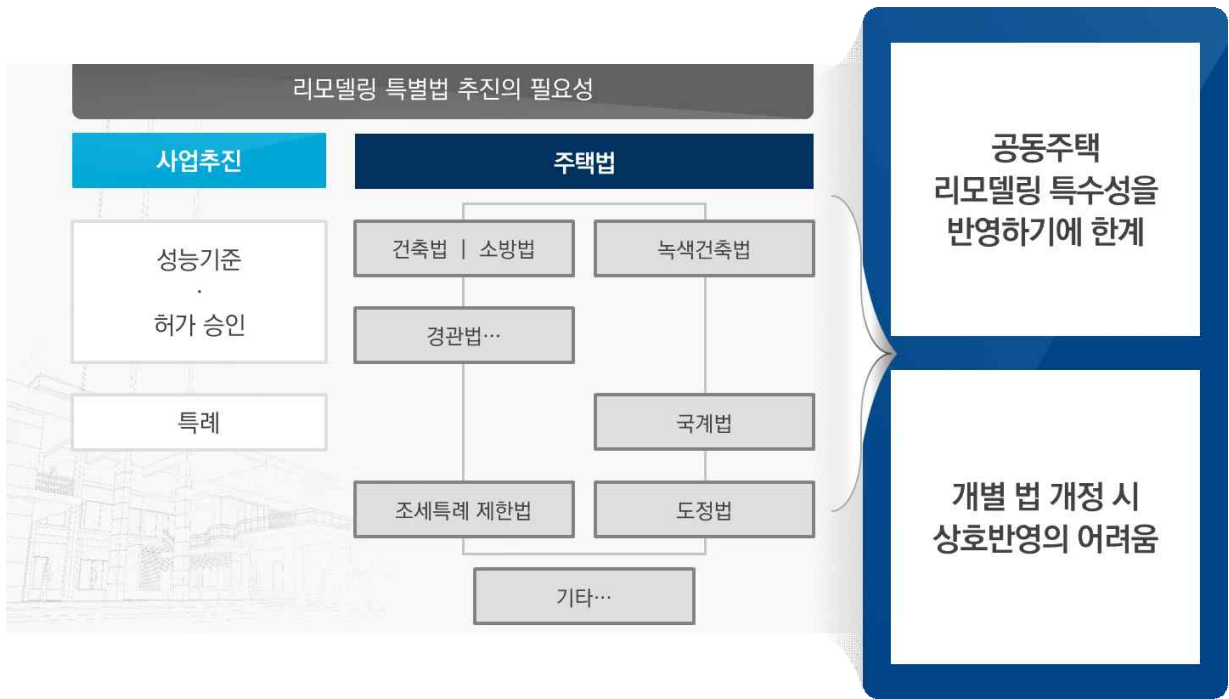 리모델링 특별법 추진의 필요성
사업추진
주택법
성능기준
·
허가 승인
특례
건축법 | 소방법
녹색건축법
경관법…
국계법
조세특례 제한법
도정법
기타…
공동주택
리모델링 특수성을
반영하기에 한계
개별 법 개정 시
상호반영의 어려움